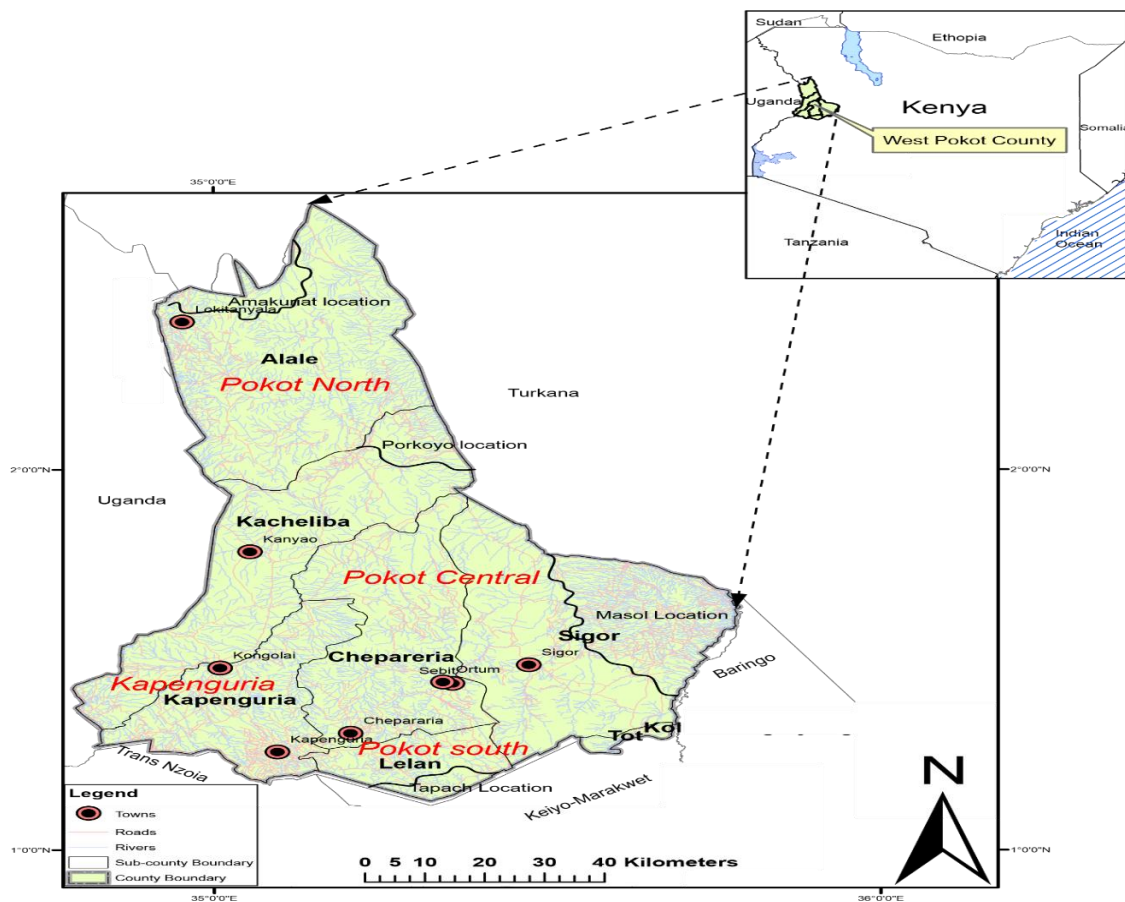 Sudan
Ethiopia
Uganda
Kenya
Somalia
West Pokot County
Tanzania
Indian
Ocean
35°0'0"E
Amakuriat location
Lokitanyala
Alale
Pokot North
Turkana
Porkoyo location
2°0'0"N
2°0'0"N
Uganda
Kacheliba
Kanyao
Pokot Central
Masol Location
Sigor
Chepareria
Kongolai
Sebit
Ortum
Sigor
Baringo
Kapenguria
Kapenguria
Chepararia
Kol
Tot
Kapenguria
Pokot south
Lelan
Trans Nzoia
Tapach Location
Keiyo-Marakwet
N
Legend
Towns
Roads
Rivers
Sub-county Boundary
County Boundary
1°0'0"N
1°0'0"N
0 5 10 20 30 40 Kilometers
35°0'0"E
36°0'0"E